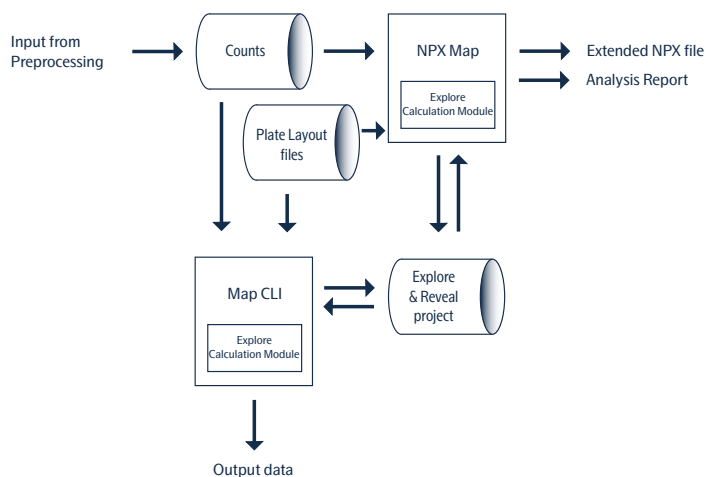 Input from
Preprocessing
Counts
NPX Map
Explore
Calculation Module
Extended NPX file
Analysis Report
Plate Layout
files
Map CLI
Explore
Calculation Module
Explore
& Reveal
project
Output data